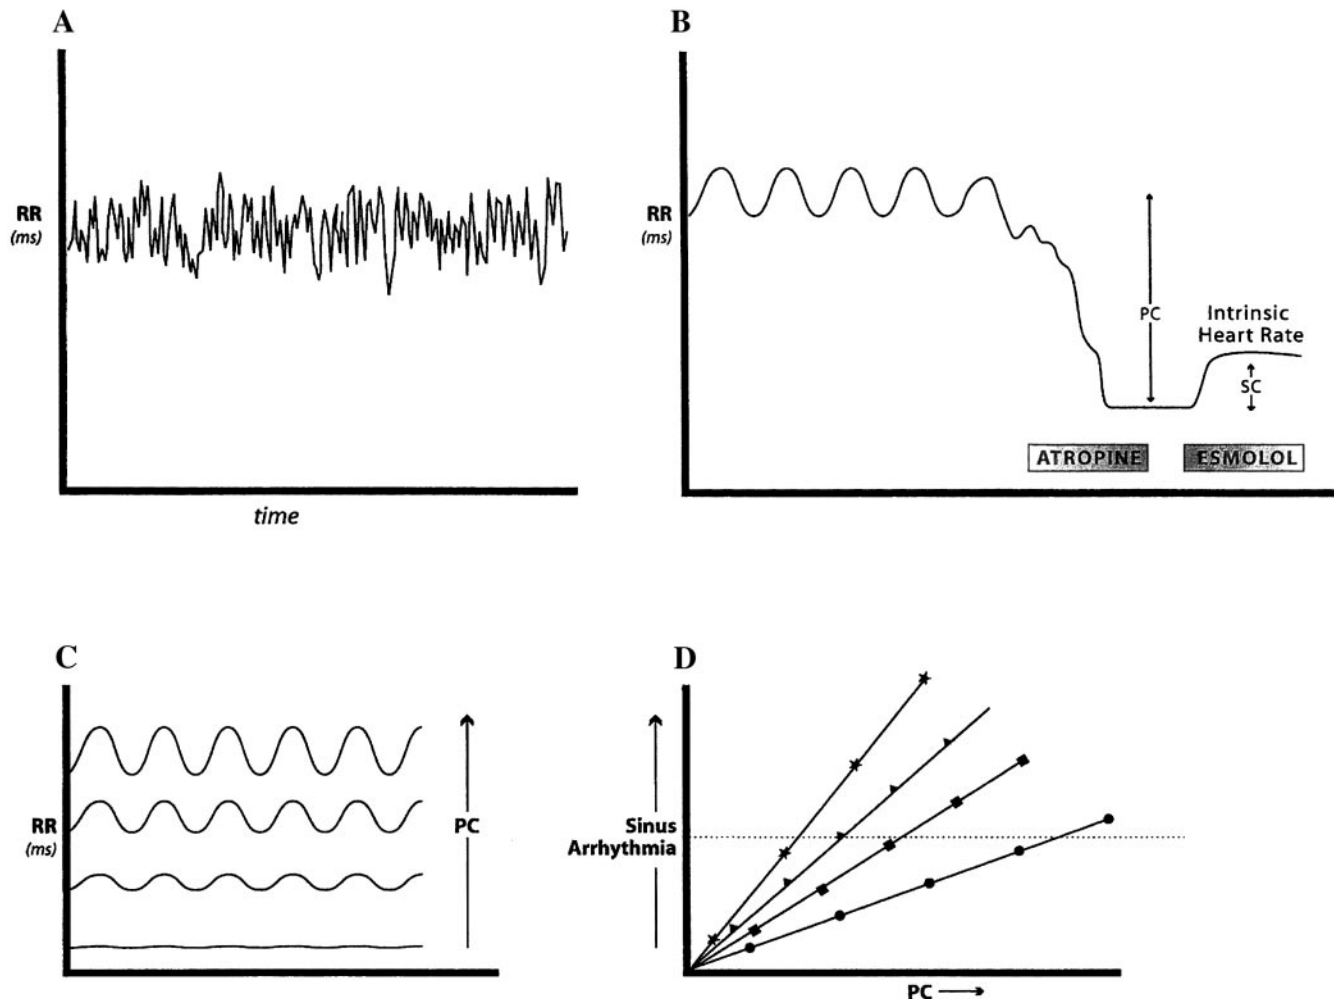 A
RR
(ms)
time
B
RR
(ms)
PC
Intrinsic
Heart Rate
SC
ATROPINE
ESMOLOL
C
RR
(ms)
PC
D
Sinus
Arrhythmia
PC